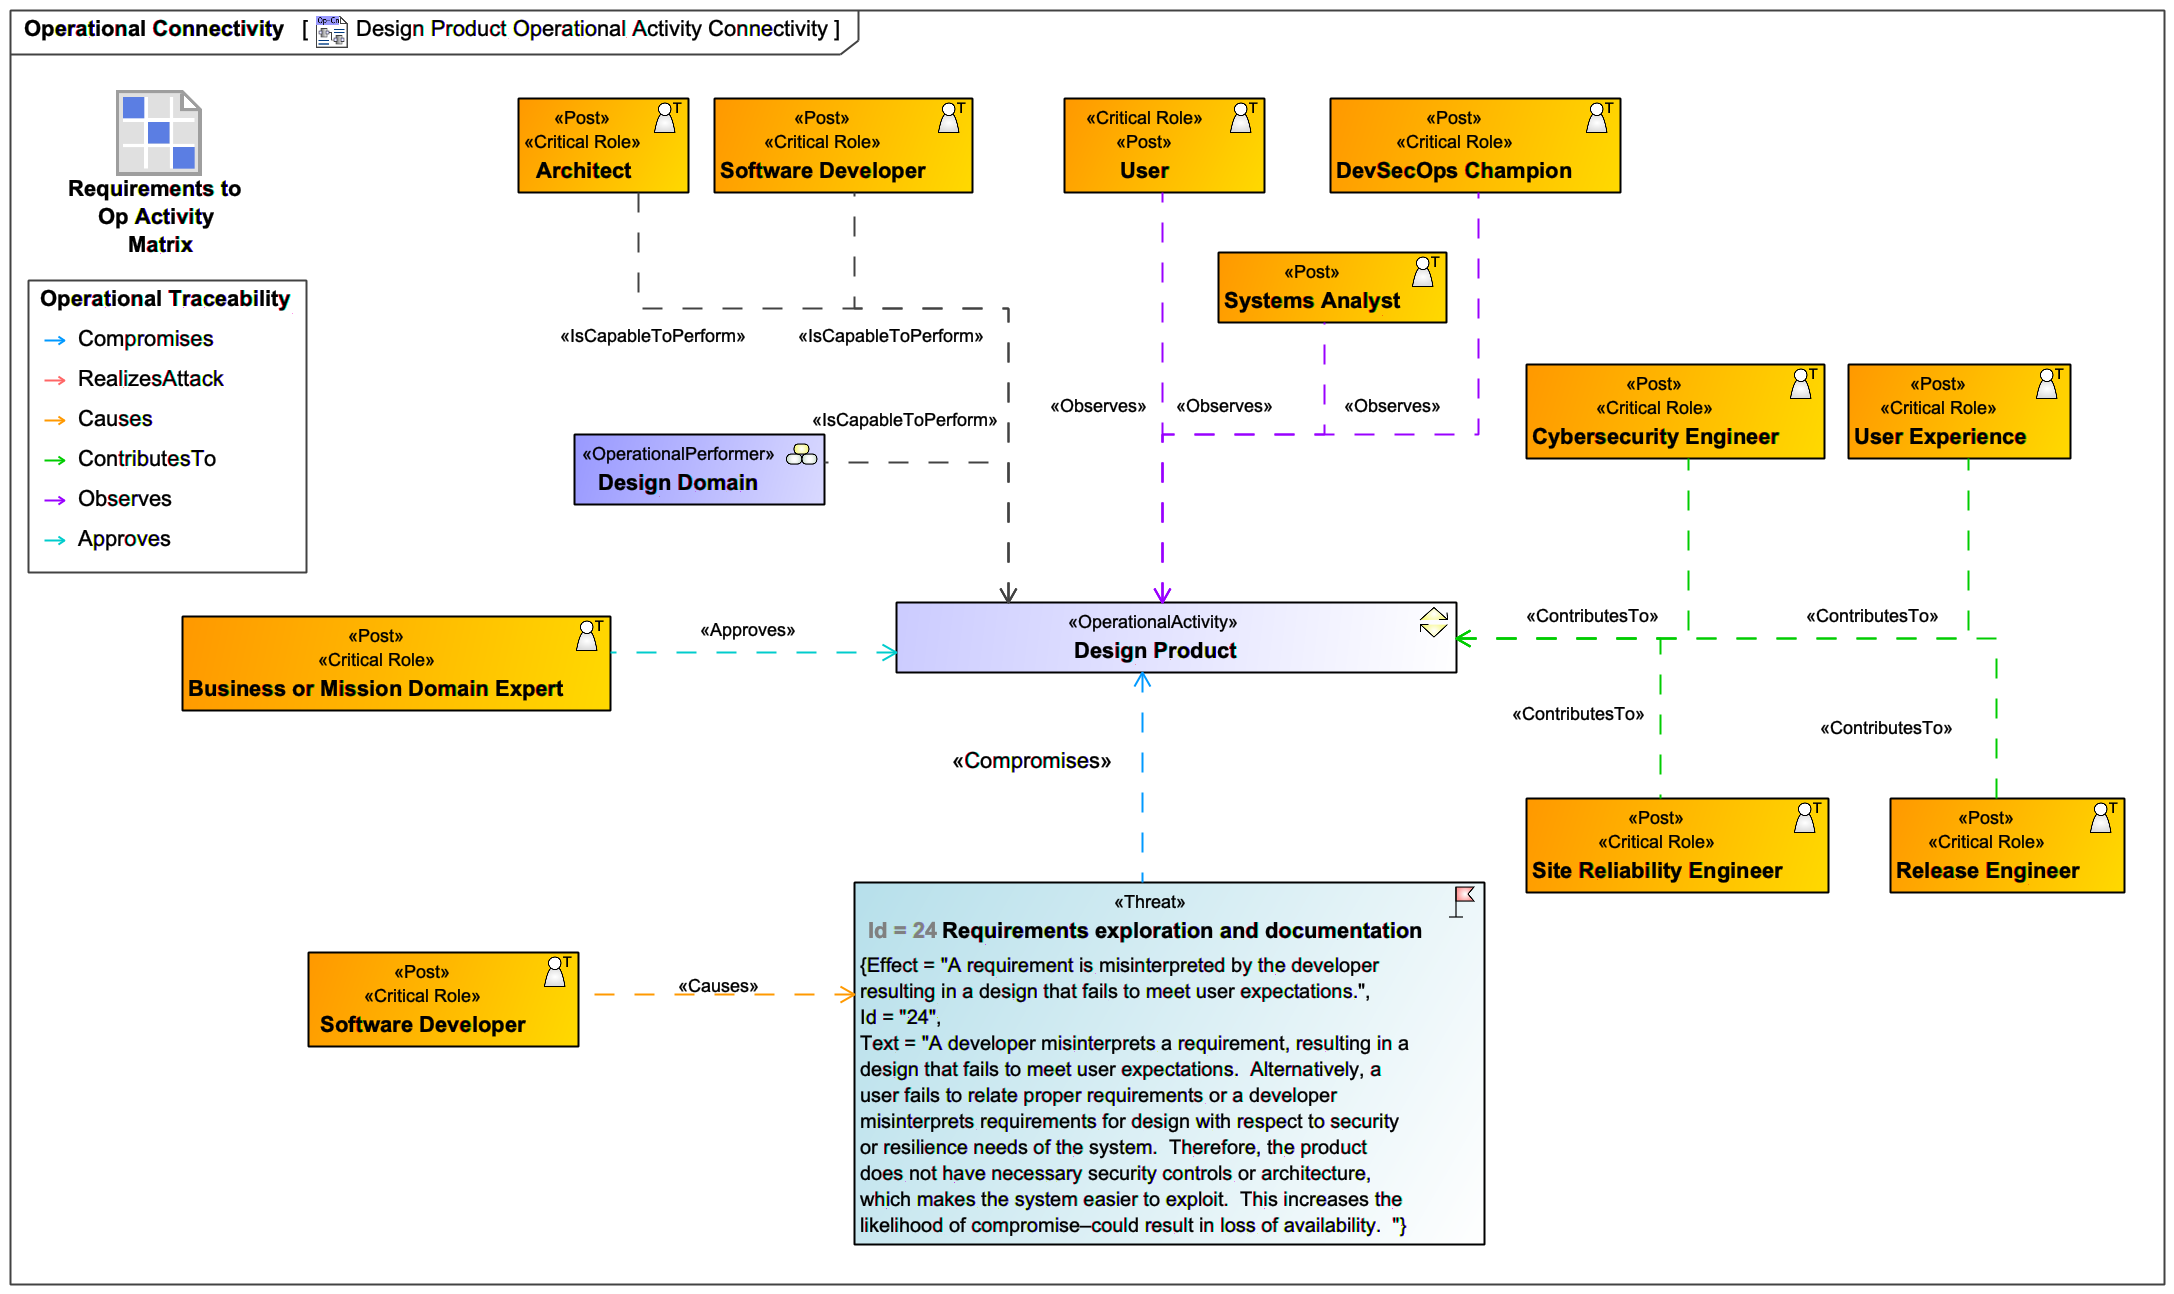 Operational Connectivity [ Design Product Operational Activity Connectivity ]
Op-Cn
Requirements to
Op Activity
Matrix
Operational Traceability
Compromises
RealizesAttack
Causes
ContributesTo
Observes
Approves
«Post»
«Critical Role»
Architect
T
«Post»
«Critical Role»
Software Developer
T
«Critical Role»
«Post»
User
T
«Post»
«Critical Role»
DevSecOps Champion
T
«Post»
Systems Analyst
T
«IsCapableToPerform»
«IsCapableToPerform»
«IsCapableToPerform»
«Observes»
«Observes»
«Observes»
«OperationalPerformer»
Design Domain
«Post»
«Critical Role»
Cybersecurity Engineer
T
«Post»
«Critical Role»
User Experience
T
«Post»
«Critical Role»
Business or Mission Domain Expert
T
«Approves»
«OperationalActivity»
Design Product
«ContributesTo»
«ContributesTo»
«ContributesTo»
«ContributesTo»
«Compromises»
«Post»
«Critical Role»
Site Reliability Engineer
T
«Post»
«Critical Role»
Release Engineer
T
«Post»
«Critical Role»
Software Developer
T
«Causes»
«Threat»
Id = 24 Requirements exploration and documentation
{Effect = "A requirement is misinterpreted by the developer
resulting in a design that fails to meet user expectations.",
Id = "24",
Text = "A developer misinterprets a requirement, resulting in a
design that fails to meet user expectations.  Alternatively, a
user fails to relate proper requirements or a developer
misinterprets requirements for design with respect to security
or resilience needs of the system.  Therefore, the product
does not have necessary security controls or architecture,
which makes the system easier to exploit.  This increases the
likelihood of compromise–could result in loss of availability.  "}